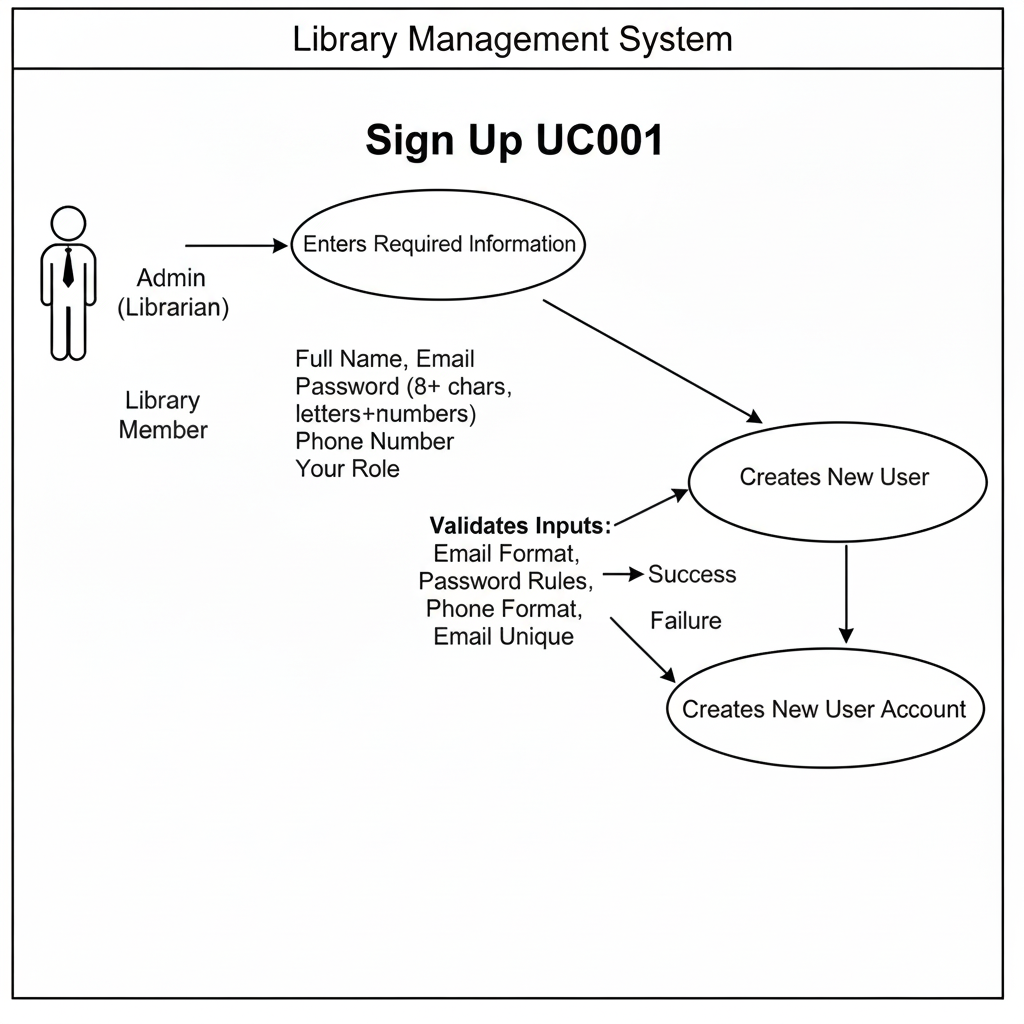 Library Management System
Sign Up UC001
Enters Required Information
Admin
(Librarian)
Library
Member
Full Name, Email
Password (8+ chars,
letters+numbers)
Phone Number
Your Role
Creates New User
Validates Inputs:
Email Format,
Password Rules,
Phone Format,
Email Unique
Success
Failure
Creates New User Account